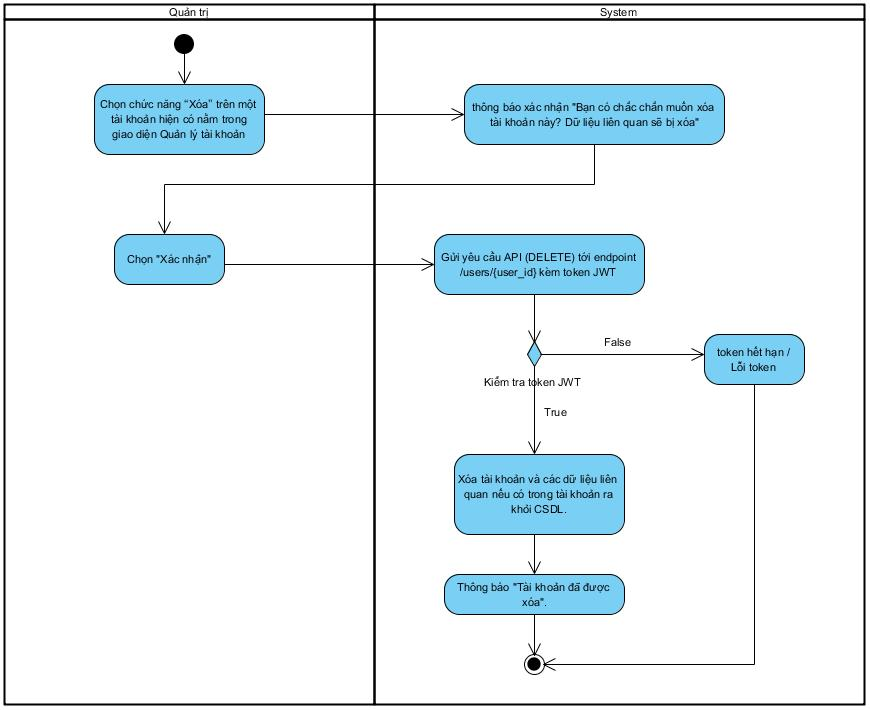 Quản trị
System
Chọn chức năng “Xóa” trên một
tài khoản hiện có nằm trong
giao diện Quản lý tài khoản
thông báo xác nhận "Bạn có chắc chắn muốn xóa
tài khoản này? Dữ liệu liên quan sẽ bị xóa"
Chọn "Xác nhận"
Gửi yêu cầu API (DELETE) tới endpoint
/users/{user_id} kèm token JWT
False
token hết hạn /
Lỗi token
Kiểm tra token JWT
True
Xóa tài khoản và các dữ liệu liên
quan nếu có trong tài khoản ra
khỏi CSDL.
Thông báo "Tài khoản đã được
xóa".